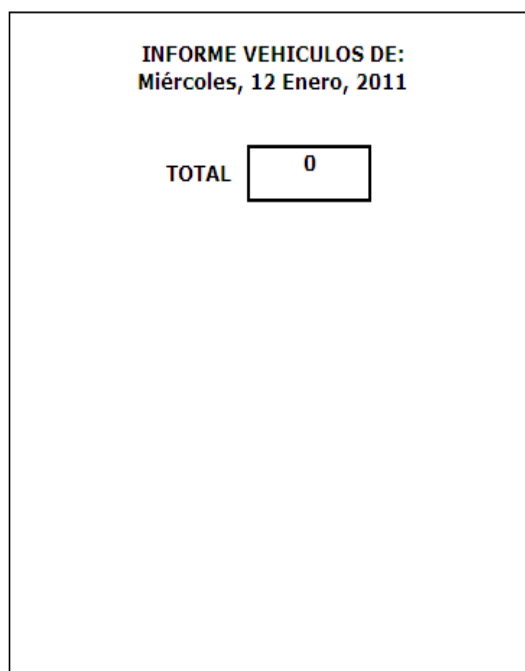 INFORME VEHICULOS DE:
Miércoles, 12 Enero, 2011
TOTAL 0